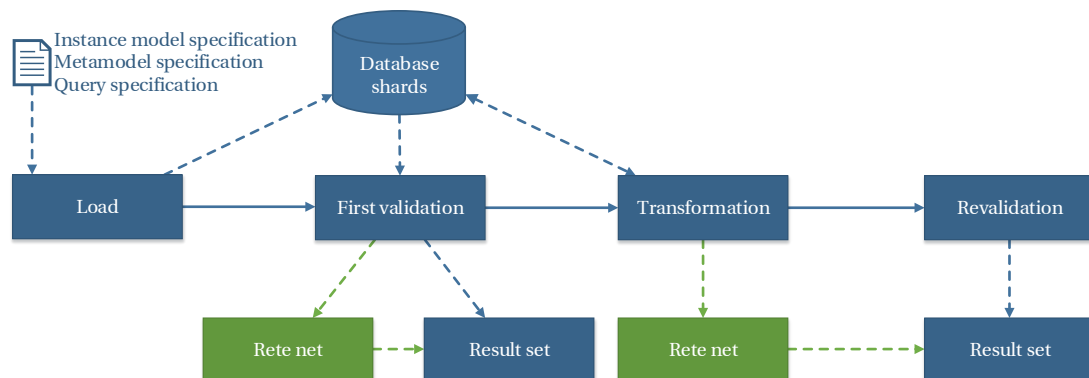 Instance model specification
Metamodel specification
Query specification
Database
shards
Load
First validation
Transformation
Revalidation
Rete net
Result set
Rete net
Result set